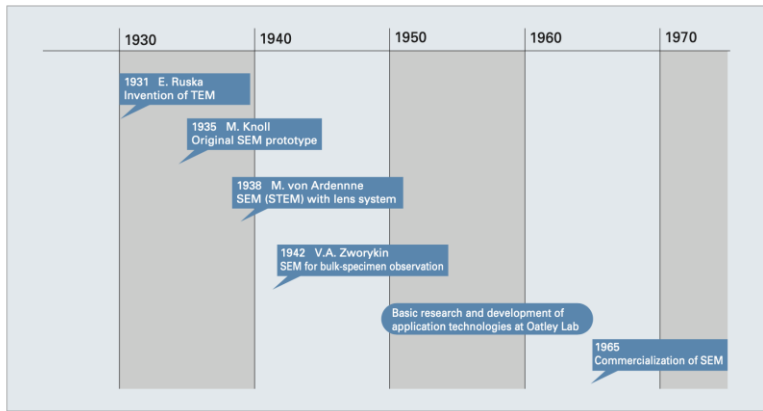 1930 1940 1950 1960 1970
1931 E. Ruska
Invention of TEM
1935 M. Knoll
Original SEM prototype
1938 M. von Ardennne
SEM (STEM) with lens system
1942 V.A. Zworykin
SEM for bulk-specimen observation
Basic research and development of
application technologies at Oatley Lab
1965
Commercialization of SEM